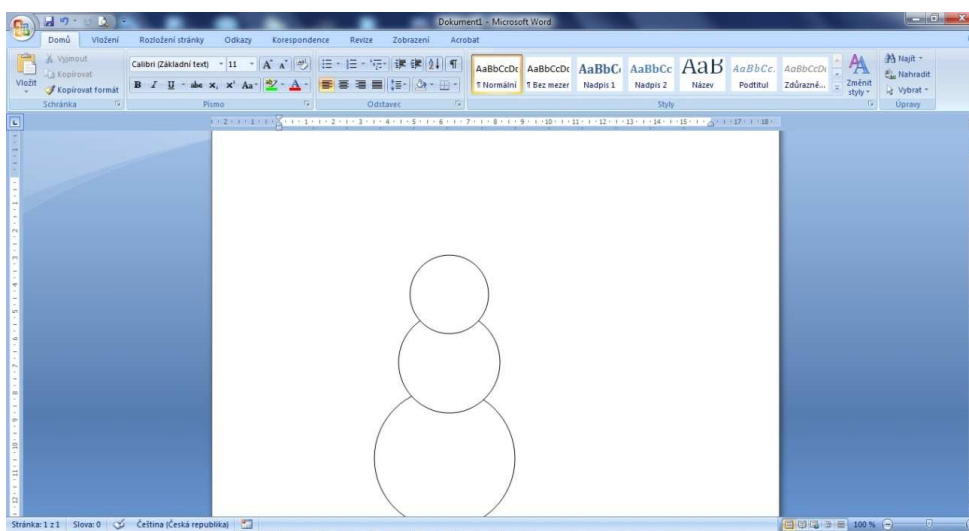 Dokument1 - Microsoft Word
Domů Vložení Rozložení stránky Odkazy Korespondence Revize Zobrazení Acrobat
Vložit
Vyjmout
Kopírovat
Kopírovat formát
Schránka
Calibri (Základní text) 11
Písmo
Odstavec
AaBbCcDc AaBbCcDc AaBbC AaBbCc AaB AaBbCc. AaBbCcDi
¶ Normální ¶ Bez mezer Nadpis 1 Nadpis 2 Název Podtitul Zdůrazně...
Styly
Změnit styly
Najít
Nahradit
Vybrat
Úpravy
Stránka: 1 z 1 Slova: 0 Čeština (Česká republika) 100 %